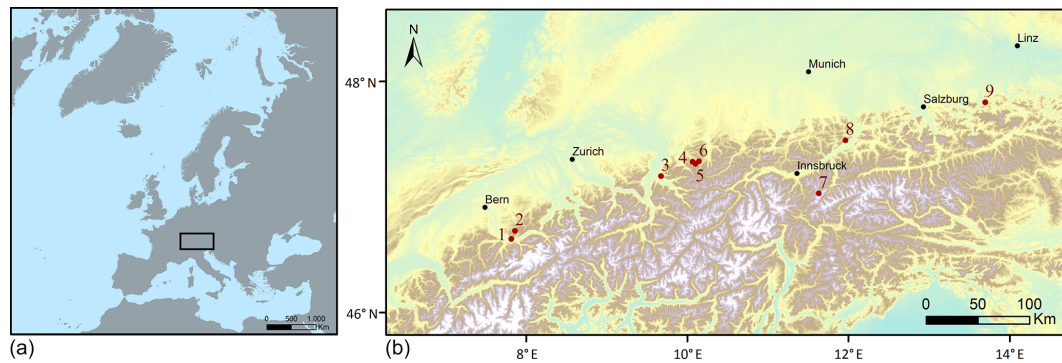 0 500 1.000
Km
(a)
N
48° N
46° N
Linz
Munich
Salzburg
9
8
Zurich
Innsbruck
4 6
3
5
7
Bern
2
1
0 50 100
Km
8°E 10°E 12°E 14°E
(b)